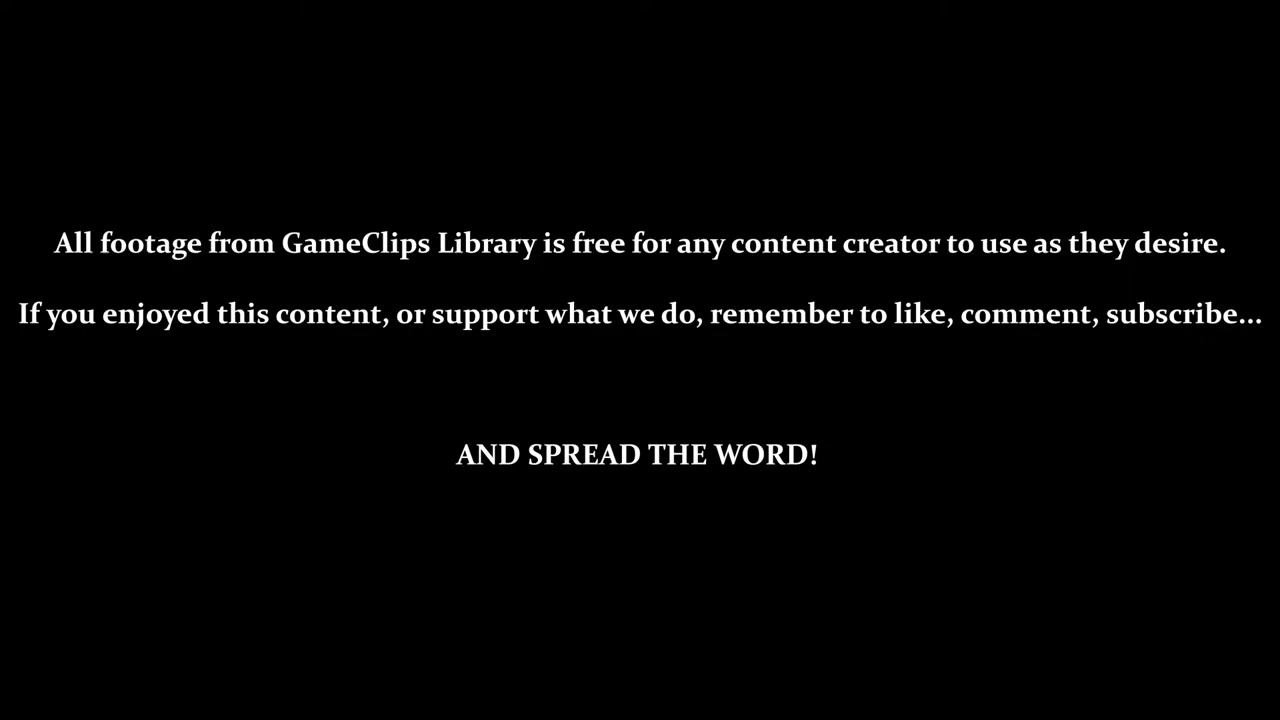 All footage from GameClips Library is free for any content creator to use as they desire.
If you enjoyed this content, or support what we do, remember to like, comment, subscribe...
AND SPREAD THE WORD!